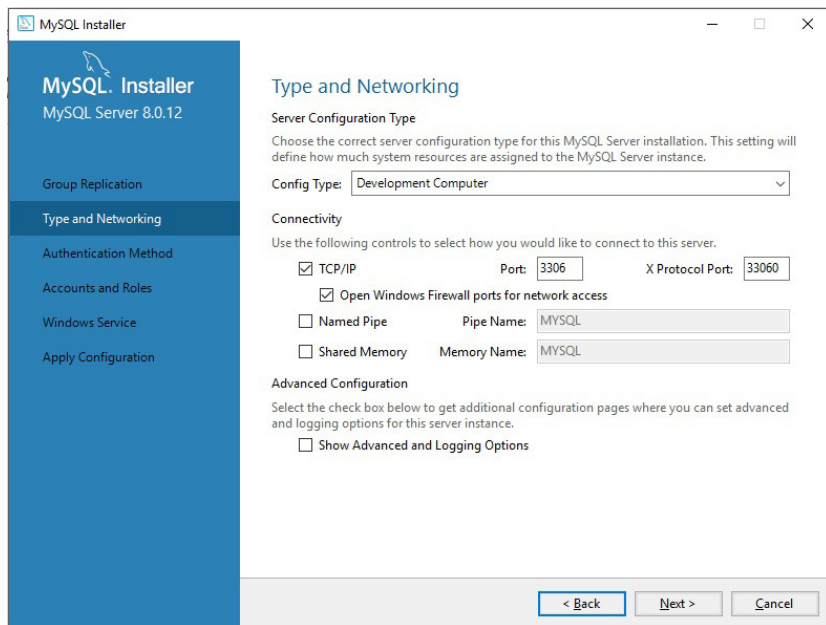 MySQL Installer
MySQL. Installer
MySQL Server 8.0.12
Group Replication
Type and Networking
Authentication Method
Accounts and Roles
Windows Service
Apply Configuration
Type and Networking
Server Configuration Type
Choose the correct server configuration type for this MySQL Server installation. This setting will
define how much system resources are assigned to the MySQL Server instance.
Config Type: Development Computer
Connectivity
Use the following controls to select how you would like to connect to this server.
TCP/IP Port: 3306 X Protocol Port: 33060
Open Windows Firewall ports for network access
Named Pipe Pipe Name: MYSQL
Shared Memory Memory Name: MYSQL
Advanced Configuration
Select the check box below to get additional configuration pages where you can set advanced
and logging options for this server instance.
Show Advanced and Logging Options
< Back Next > Cancel